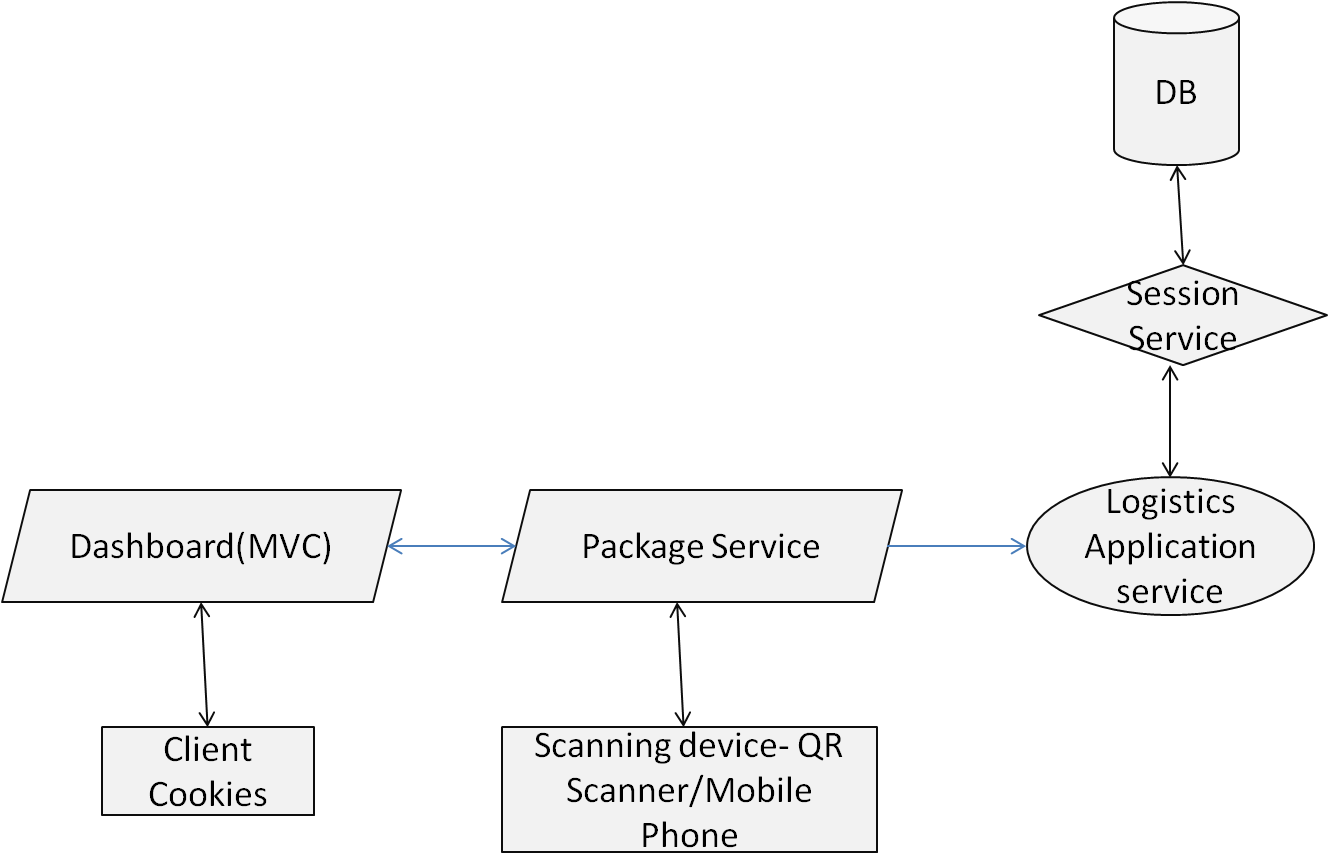 DB
Session
Service
Dashboard(MVC)
Package Service
Logistics
Application
service
Client
Cookies
Scanning device- QR
Scanner/Mobile
Phone